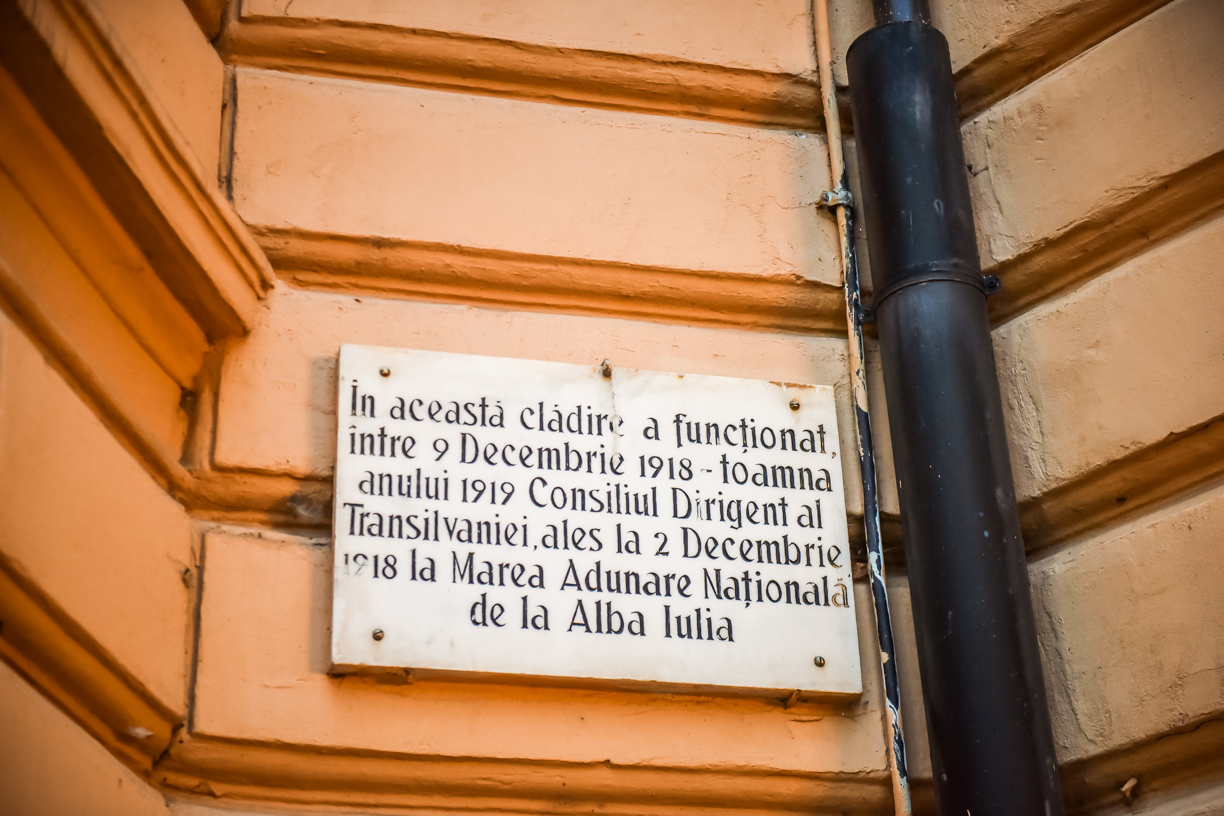 În această clădire a funcționat,
între 9 Decembrie 1918 - toamna
anului 1919 Consiliul Dirigent al
Transilvaniei, ales la 2 Decembrie
1918 la Marea Adunare Națională
de la Alba Iulia